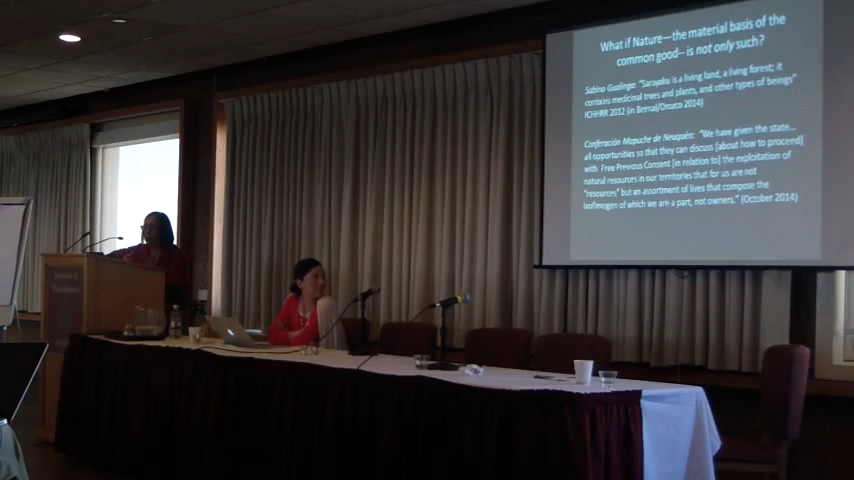 What if Nature—the material basis of the
common good– is not only such?
Sabino Gualinga: "Sarayaku is a living land, a living forest; it
contains medicinal trees and plants, and other types of beings"
ICHHRR 2012 (in Bernal/Orozco 2014)
Conferación Mapuche de Neuquén: "We have given the state...
all opportunities so that they can discuss [about how to proceed]
with Free Previous Consent [in relation to] the exploitation of
natural resources in our territories that for us are not
"resources" but an assortment of lives that compose the
Ixofimogen of which we are a part, not owners." (October 2014)